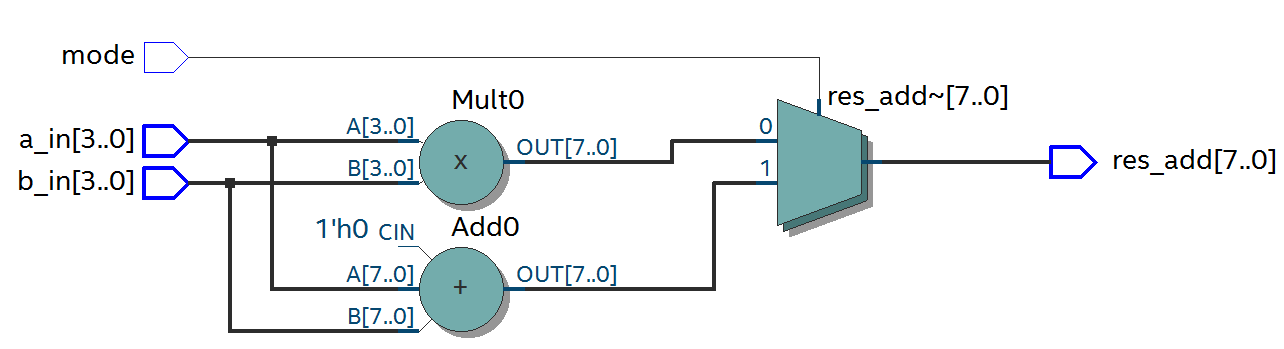 mode
res_add~[7..0]
Mult0
a_in[3..0]
A[3..0]
x
OUT[7..0]
0
b_in[3..0]
B[3..0]
1
res_add[7..0]
Add0
1'h0 CIN
A[7..0]
+
OUT[7..0]
B[7..0]